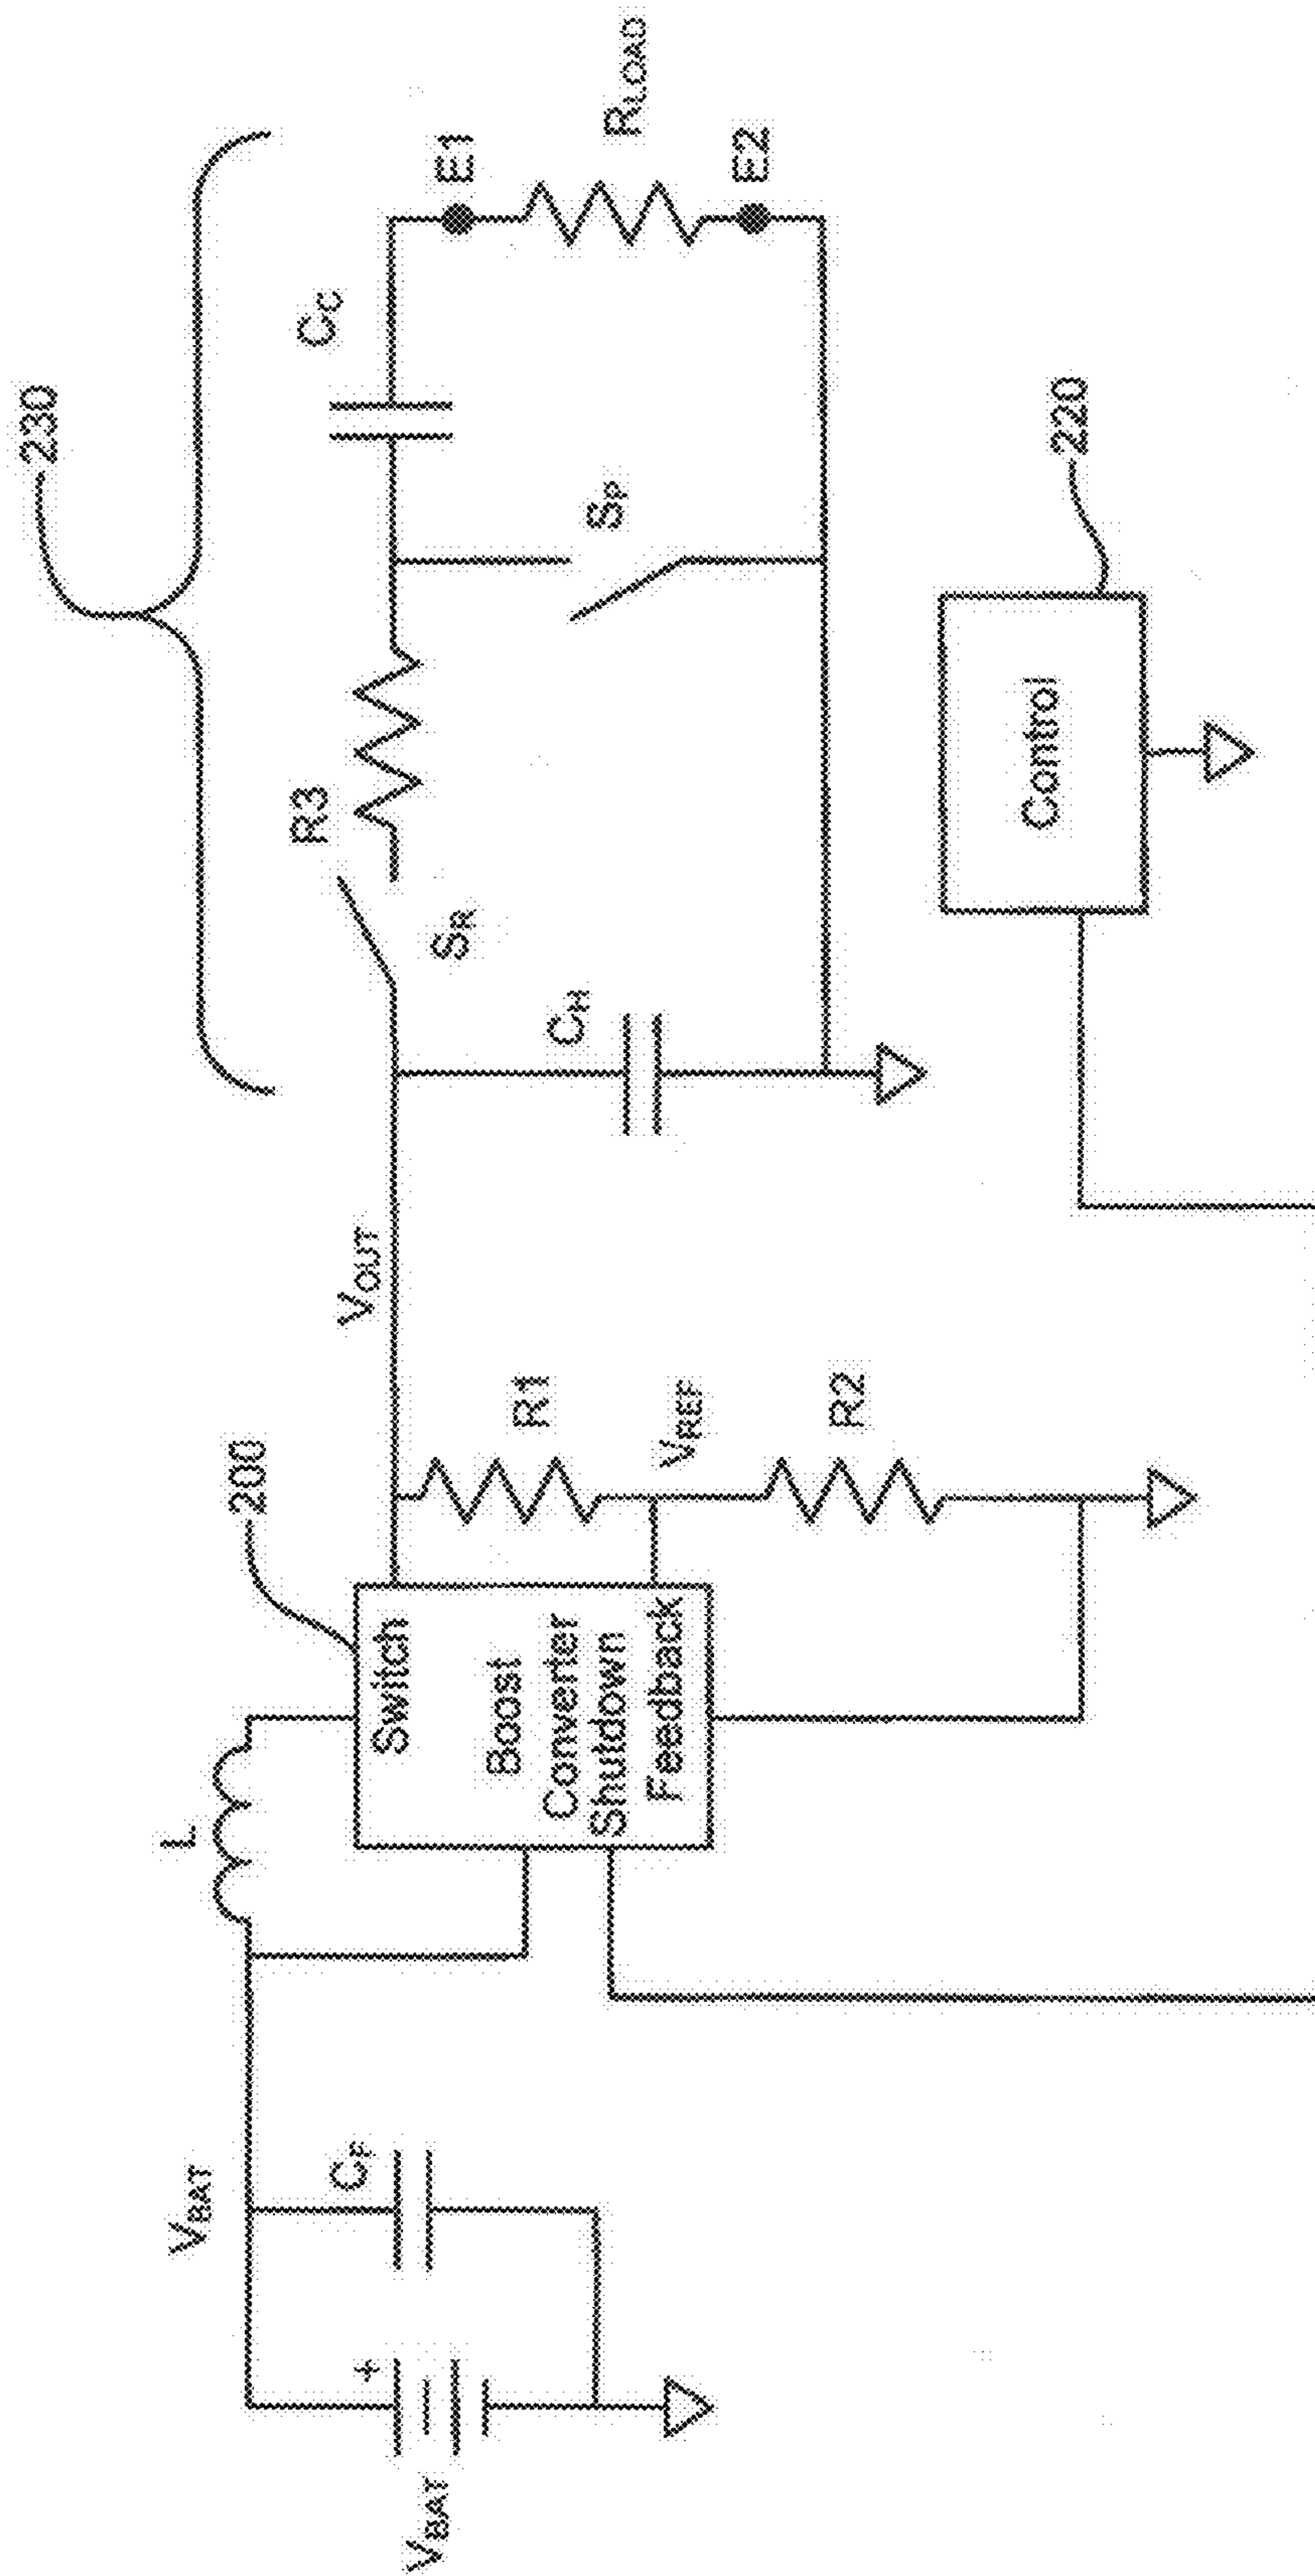 230
C_C
E1
R_LOAD
E2
S_P
R3
S_R
C_H
220
Control
V_OUT
200
R1
V_REF
R2
L
Switch
Boost
Converter
Shutdown
Feedback
V_BAT
C_F
+
V_BAT